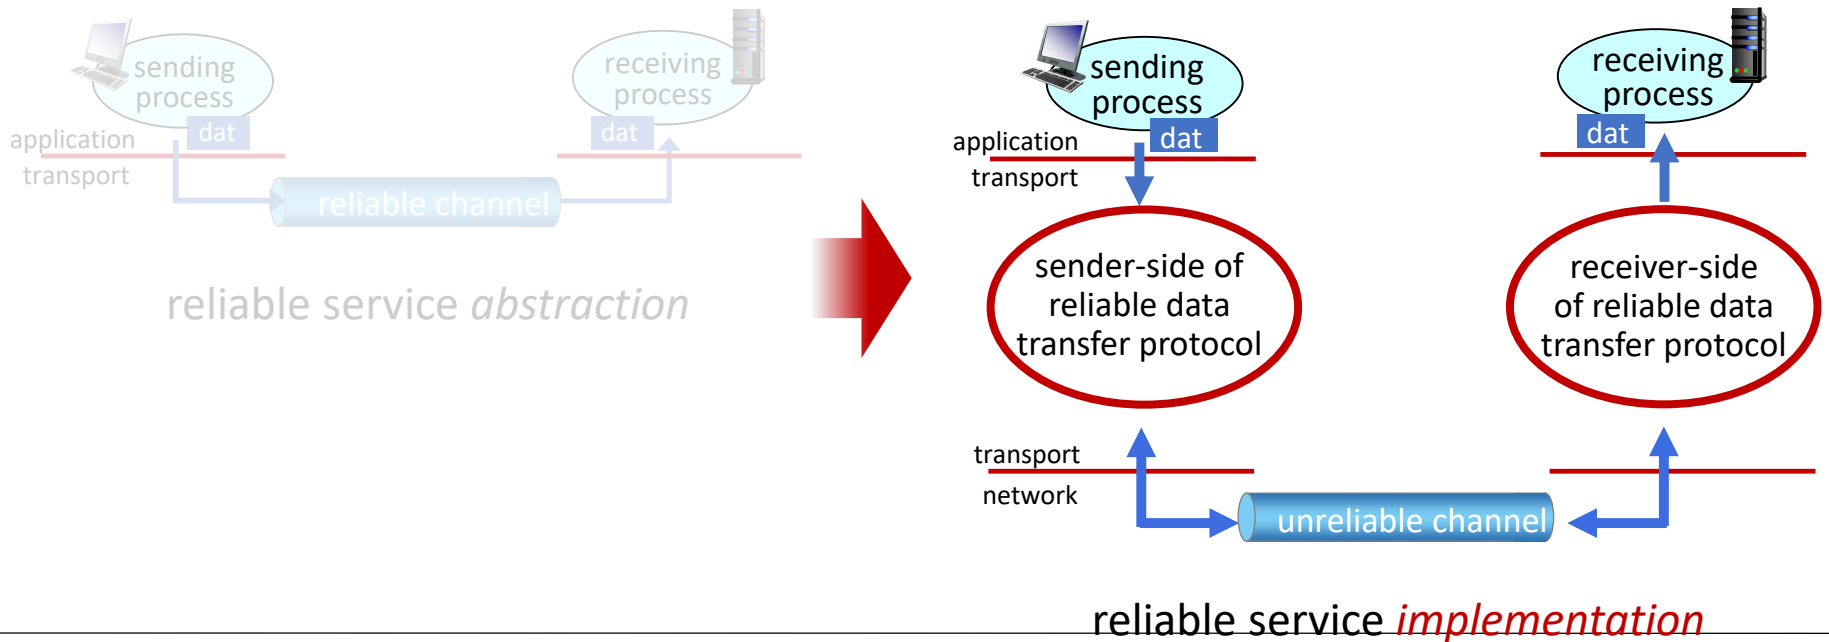 sending
process
dat
application
transport
receiving
process
dat
reliable channel
reliable service abstraction
sending
process
dat
application
transport
receiving
process
dat
sender-side of
reliable data
transfer protocol
receiver-side
of reliable data
transfer protocol
transport
network
unreliable channel
reliable service implementation